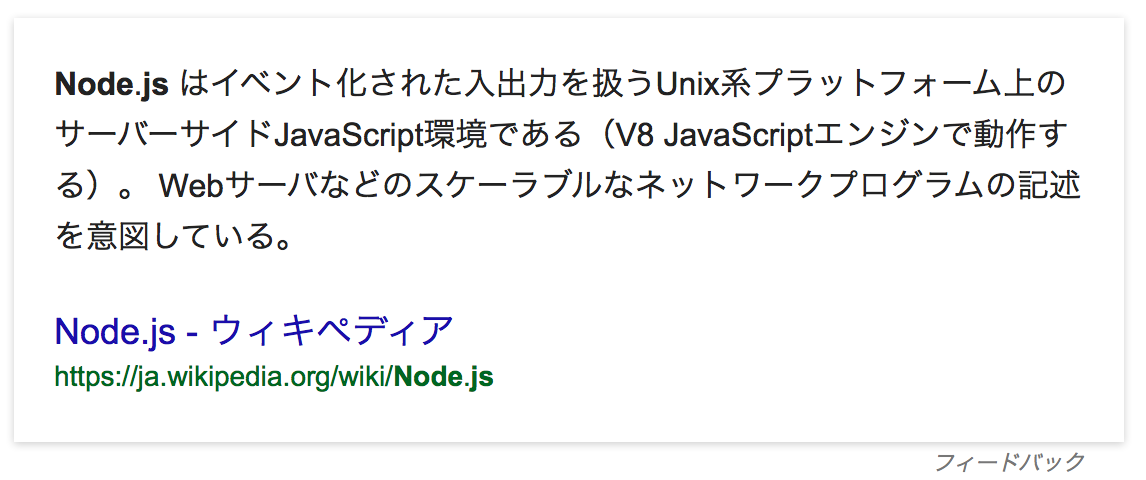 Node.js はイベント化された入出力を扱うUnix系プラットフォーム上の
サーバーサイドJavaScript環境である（V8 JavaScriptエンジンで動作す
る）。 Webサーバなどのスケーラブルなネットワークプログラムの記述
を意図している。
Node.js - ウィキペディア
https://ja.wikipedia.org/wiki/Node.js
フィードバック